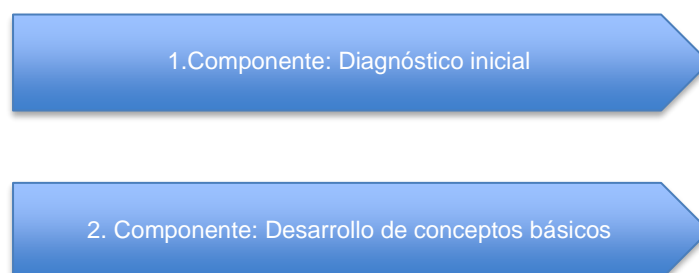 1.Componente: Diagnóstico inicial
2. Componente: Desarrollo de conceptos básicos